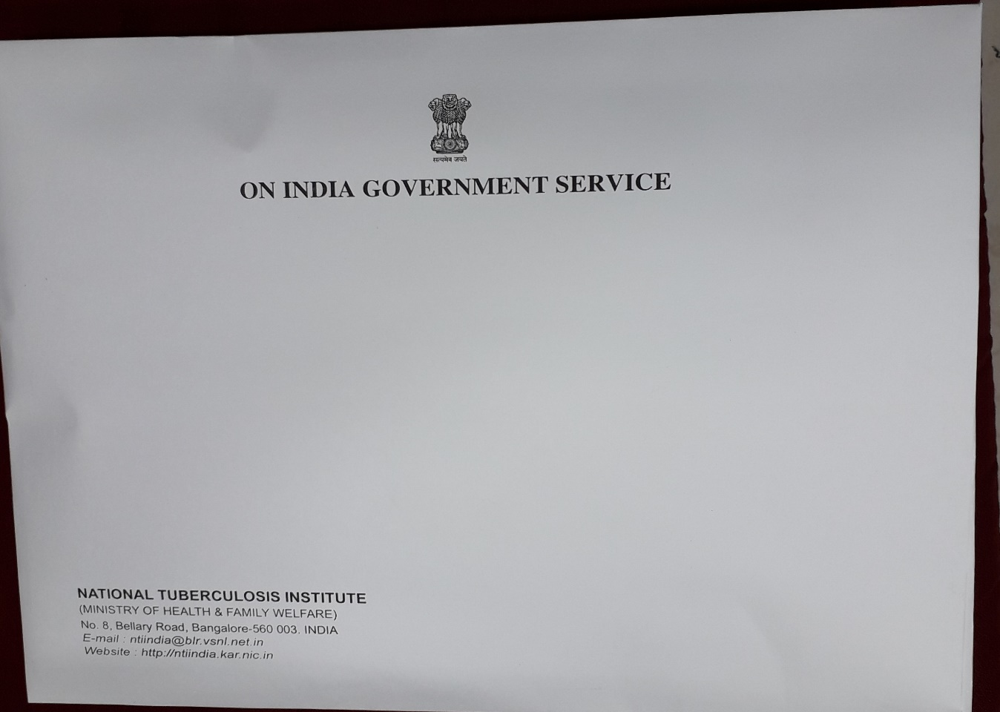 सत्यमेव जयते
ON INDIA GOVERNMENT SERVICE
NATIONAL TUBERCULOSIS INSTITUTE
(MINISTRY OF HEALTH & FAMILY WELFARE)
No. 8, Bellary Road, Bangalore-560 003. INDIA
E-mail : ntiindia@blr.vsnl.net.in
Website : http://ntiindia.kar.nic.in